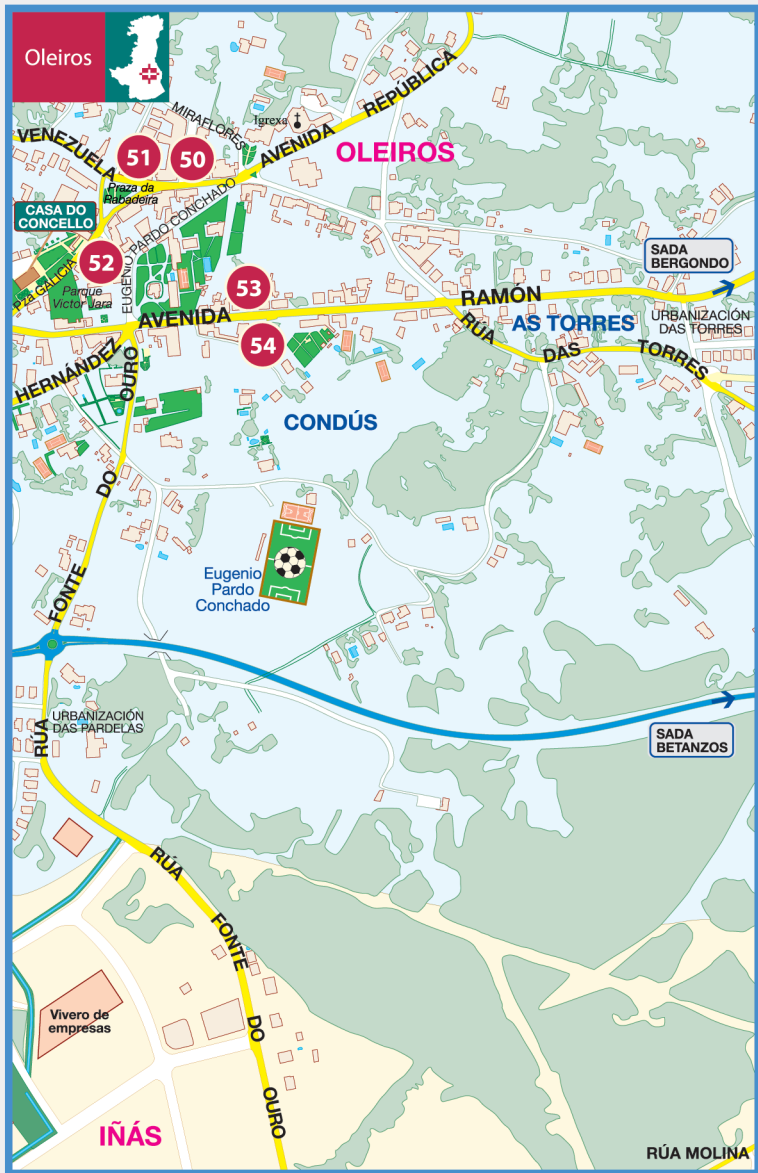 Oleiros
MIRAFLORES
Igrexa
AVENIDA REPÚBLICA
VENEZUELA
51
50
OLEIROS
Praza da
Rabadeira
CASA DO
CONCELLO
EUGENIO PARDO CONCHADO
52
Pza GALICIA
Parque
Victor Jara
53
SADA
BERGONDO
AVENIDA RAMÓN
HERNÁNDEZ
54
RÚA DAS TORRES
AS TORRES
URBANIZACIÓN
DAS TORRES
CONDÚS
RÚA FONTE DO OURO
Eugenio
Pardo
Conchado
URBANIZACIÓN
DAS PARDELAS
SADA
BETANZOS
RÚA FONTE DO OURO
Vivero de
empresas
IÑÁS
RÚA MOLINA